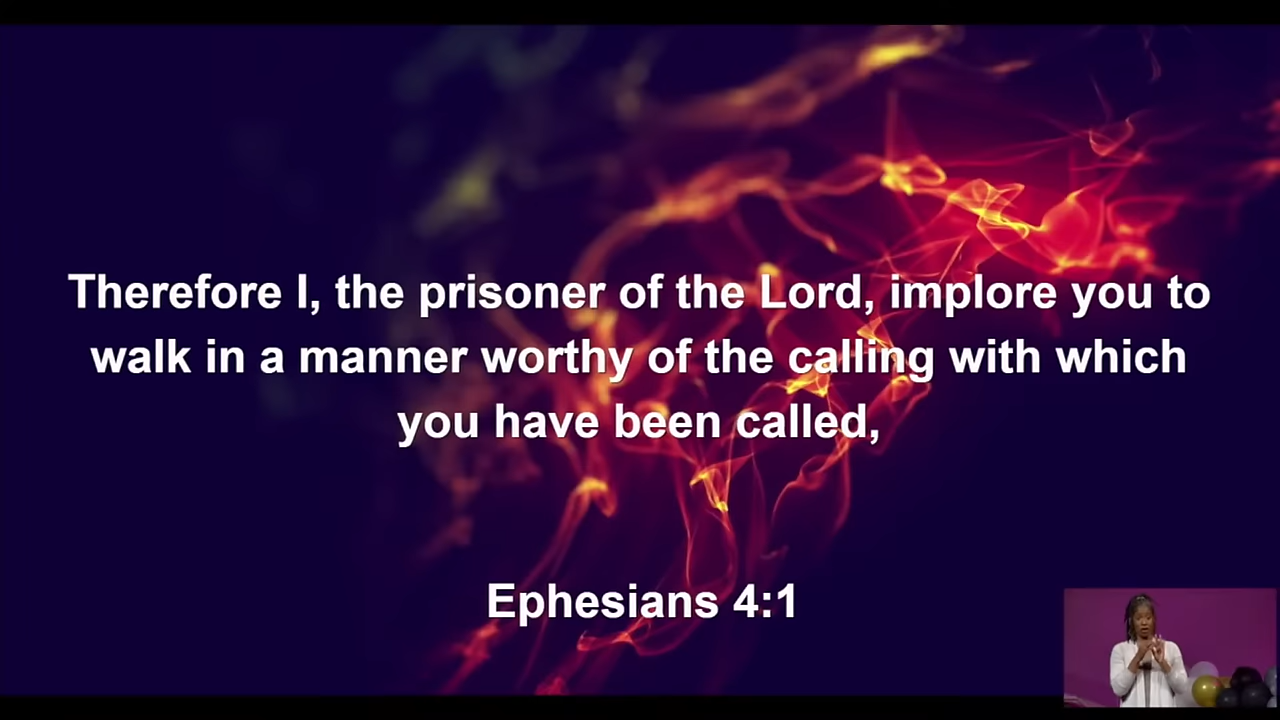 Therefore I, the prisoner of the Lord, implore you to
walk in a manner worthy of the calling with which
you have been called,
Ephesians 4:1